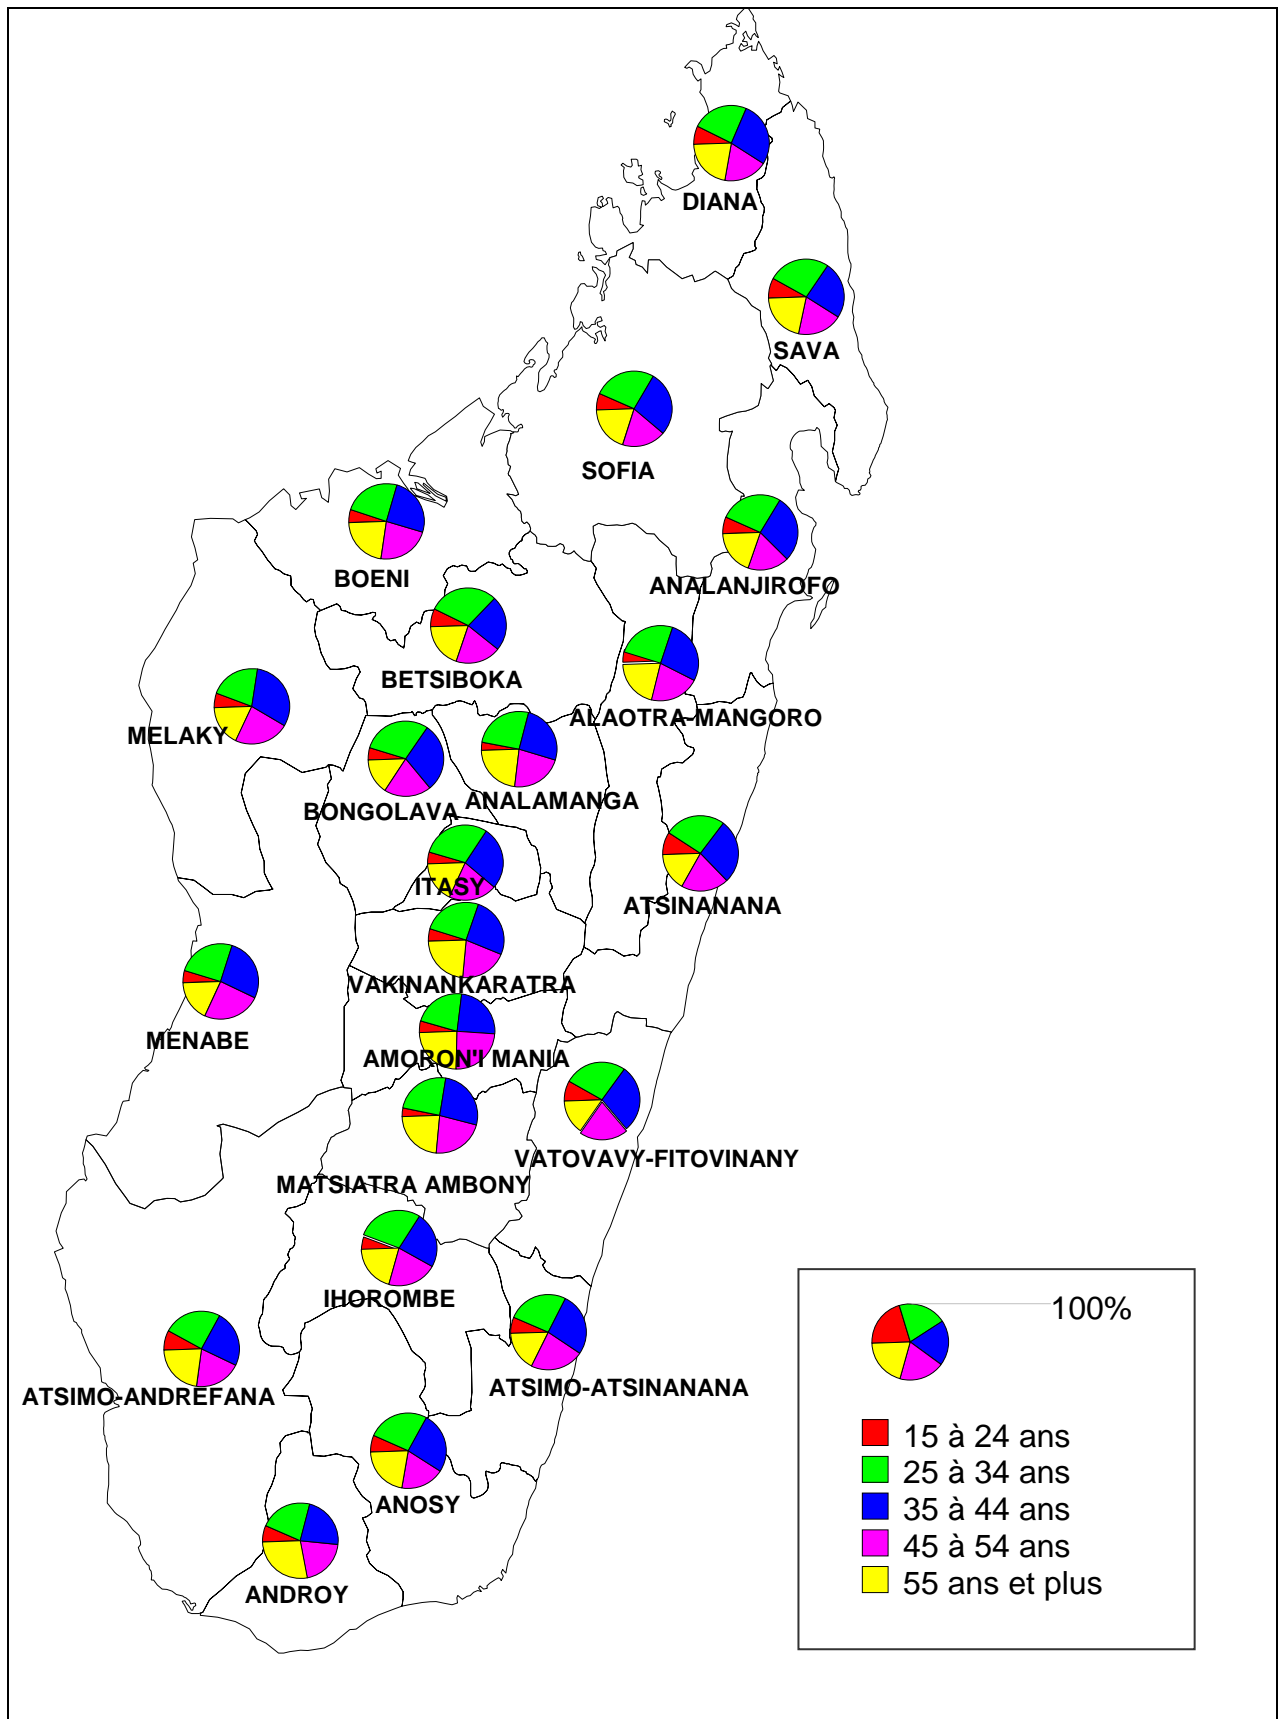 DIANA
SAVA
SOFIA
BOENI
ANALANJIROFO
BETSIBOKA
ALAOTRA-MANGORO
MELAKY
BONGOLAVA
ANALAMANGA
ITASY
ATSINANANA
VAKINANKARATRA
MENABE
AMORON'I MANIA
VATOVAVY-FITOVINANY
MATSIATRA AMBONY
IHOROMBE
ATSIMO-ANDREFANA
ATSIMO-ATSINANANA
ANOSY
ANDROY
100%
15 à 24 ans
25 à 34 ans
35 à 44 ans
45 à 54 ans
55 ans et plus